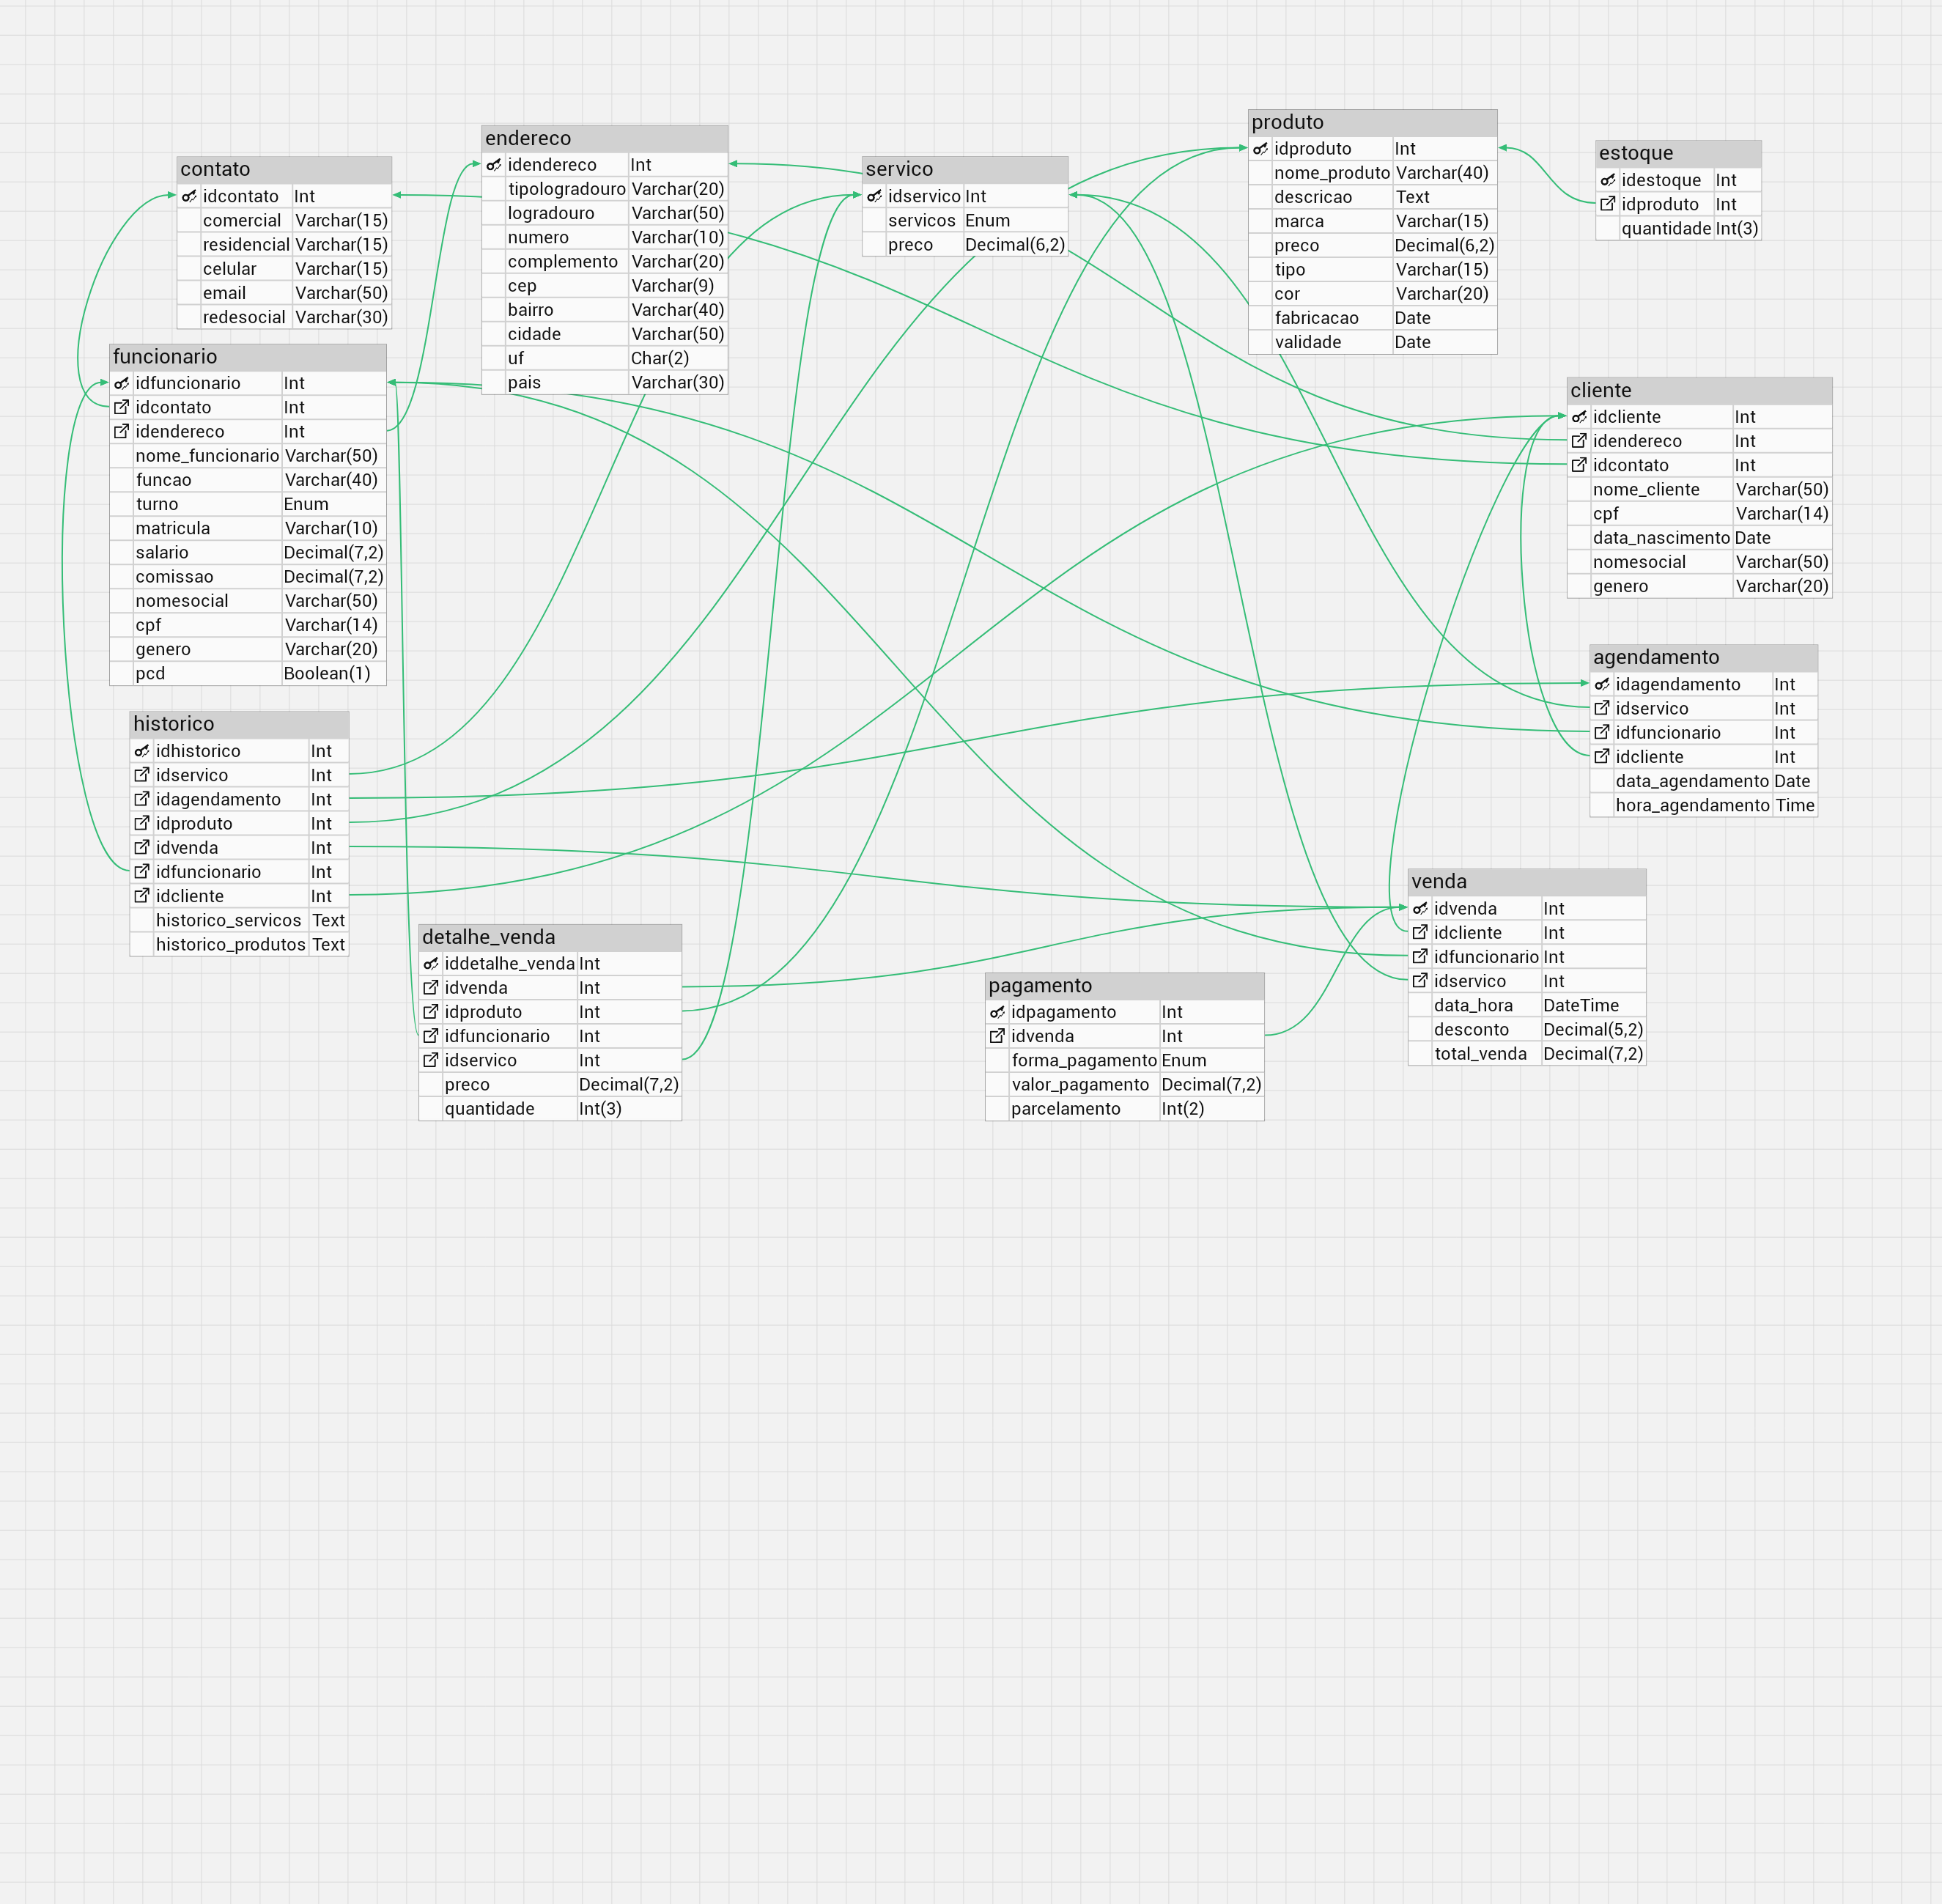 contato
idcontato Int
comercial Varchar(15)
residencial Varchar(15)
celular Varchar(15)
email Varchar(50)
redesocial Varchar(30)
endereco
idendereco Int
tipologradouro Varchar(20)
logradouro Varchar(50)
numero Varchar(10)
complemento Varchar(20)
cep Varchar(9)
bairro Varchar(40)
cidade Varchar(50)
uf Char(2)
pais Varchar(30)
servico
idservico Int
servicos Enum
preco Decimal(6,2)
produto
idproduto Int
nome_produto Varchar(40)
descricao Text
marca Varchar(15)
preco Decimal(6,2)
tipo Varchar(15)
cor Varchar(20)
fabricacao Date
validade Date
estoque
idestoque Int
idproduto Int
quantidade Int(3)
funcionario
idfuncionario Int
idcontato Int
idendereco Int
nome_funcionario Varchar(50)
funcao Varchar(40)
turno Enum
matricula Varchar(10)
salario Decimal(7,2)
comissao Decimal(7,2)
nomesocial Varchar(50)
cpf Varchar(14)
genero Varchar(20)
pcd Boolean(1)
cliente
idcliente Int
idendereco Int
idcontato Int
nome_cliente Varchar(50)
cpf Varchar(14)
data_nascimento Date
nomesocial Varchar(50)
genero Varchar(20)
agendamento
idagendamento Int
idservico Int
idfuncionario Int
idcliente Int
data_agendamento Date
hora_agendamento Time
historico
idhistorico Int
idservico Int
idagendamento Int
idproduto Int
idvenda Int
idfuncionario Int
idcliente Int
historico_servicos Text
historico_produtos Text
detalhe_venda
iddetalhe_venda Int
idvenda Int
idproduto Int
idfuncionario Int
idservico Int
preco Decimal(7,2)
quantidade Int(3)
pagamento
idpagamento Int
idvenda Int
forma_pagamento Enum
valor_pagamento Decimal(7,2)
parcelamento Int(2)
venda
idvenda Int
idcliente Int
idfuncionario Int
idservico Int
data_hora DateTime
desconto Decimal(5,2)
total_venda Decimal(7,2)